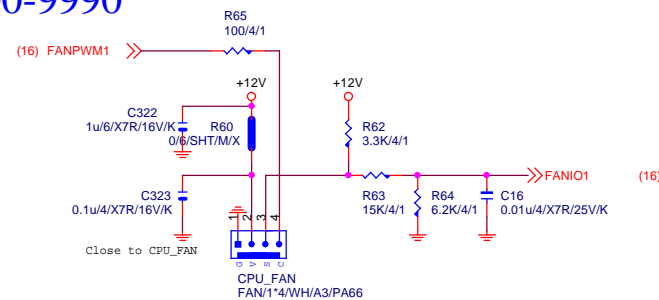 0-9990
R65
100/4/1
(16) FANPWM1
+12V
+12V
C322
1u/6/X7R/16V/K
R60
0/6/SHT/M/X
R62
3.3K/4/1
FANIO1
(16)
C323
0.1u/4/X7R/16V/K
R63
15K/4/1
R64
6.2K/4/1
C16
0.01u/4/X7R/25V/K
1
2
3
4
Close to CPU_FAN
G
V
S
C
CPU_FAN
FAN/1*4/WH/A3/PA66